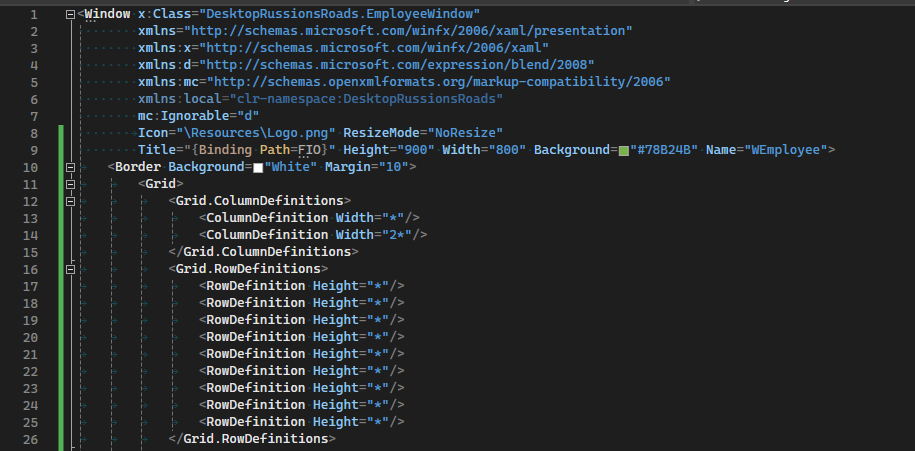 1 <Window x:Class="DesktopRussionsRoads.EmployeeWindow"
2 xmlns="http://schemas.microsoft.com/winfx/2006/xaml/presentation"
3 xmlns:x="http://schemas.microsoft.com/winfx/2006/xaml"
4 xmlns:d="http://schemas.microsoft.com/expression/blend/2008"
5 xmlns:mc="http://schemas.openxmlformats.org/markup-compatibility/2006"
6 xmlns:local="clr-namespace:DesktopRussionsRoads"
7 mc:Ignorable="d"
8 Icon="\Resources\Logo.png" ResizeMode="NoResize"
9 Title="{Binding Path=FIO}" Height="900" Width="800" Background="#78B24B" Name="WEmployee">
10 <Border Background="White" Margin="10">
11 <Grid>
12 <Grid.ColumnDefinitions>
13 <ColumnDefinition Width="*"/>
14 <ColumnDefinition Width="2*"/>
15 </Grid.ColumnDefinitions>
16 <Grid.RowDefinitions>
17 <RowDefinition Height="*"/>
18 <RowDefinition Height="*"/>
19 <RowDefinition Height="*"/>
20 <RowDefinition Height="*"/>
21 <RowDefinition Height="*"/>
22 <RowDefinition Height="*"/>
23 <RowDefinition Height="*"/>
24 <RowDefinition Height="*"/>
25 <RowDefinition Height="*"/>
26 </Grid.RowDefinitions>